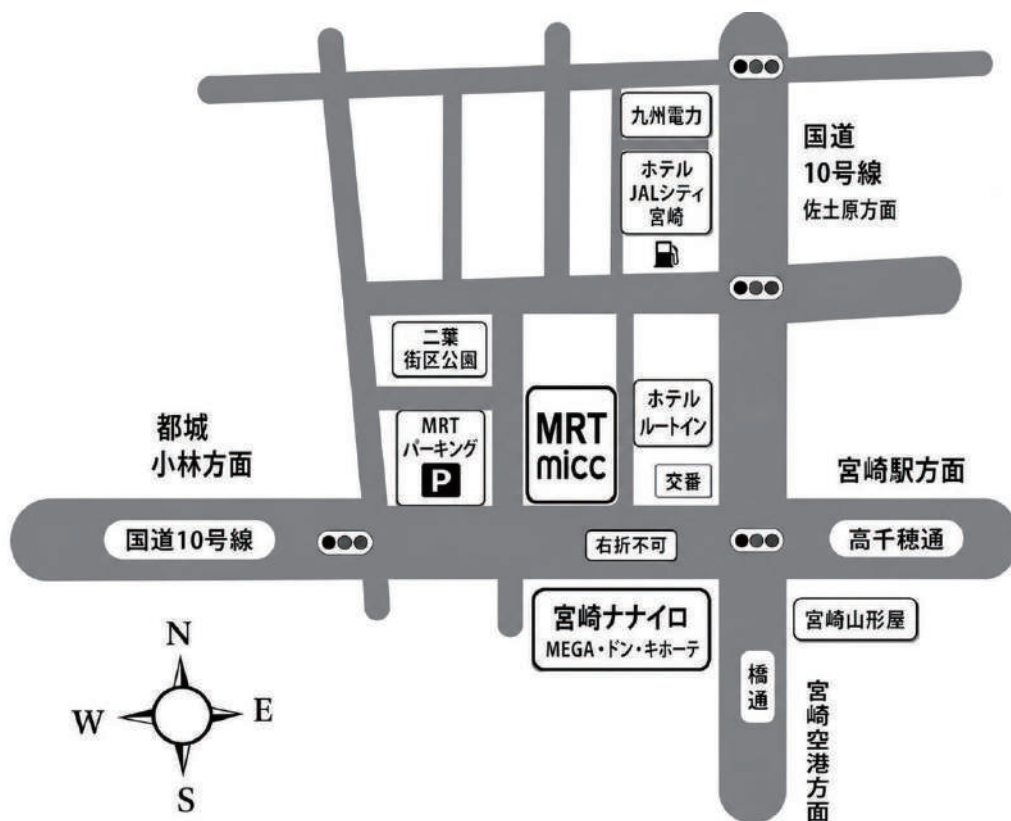 九州電力
ホテル
JALシティ
宮崎
国道
10号線
佐土原方面
二葉
街区公園
MRT
パーキング
P
MRT
micc
ホテル
ルートイン
交番
都城
小林方面
宮崎駅方面
国道10号線
右折不可
高千穂通
宮崎ナナイロ
MEGA・ドン・キホーテ
宮崎山形屋
橘通
宮崎空港方面
N
W
E
S